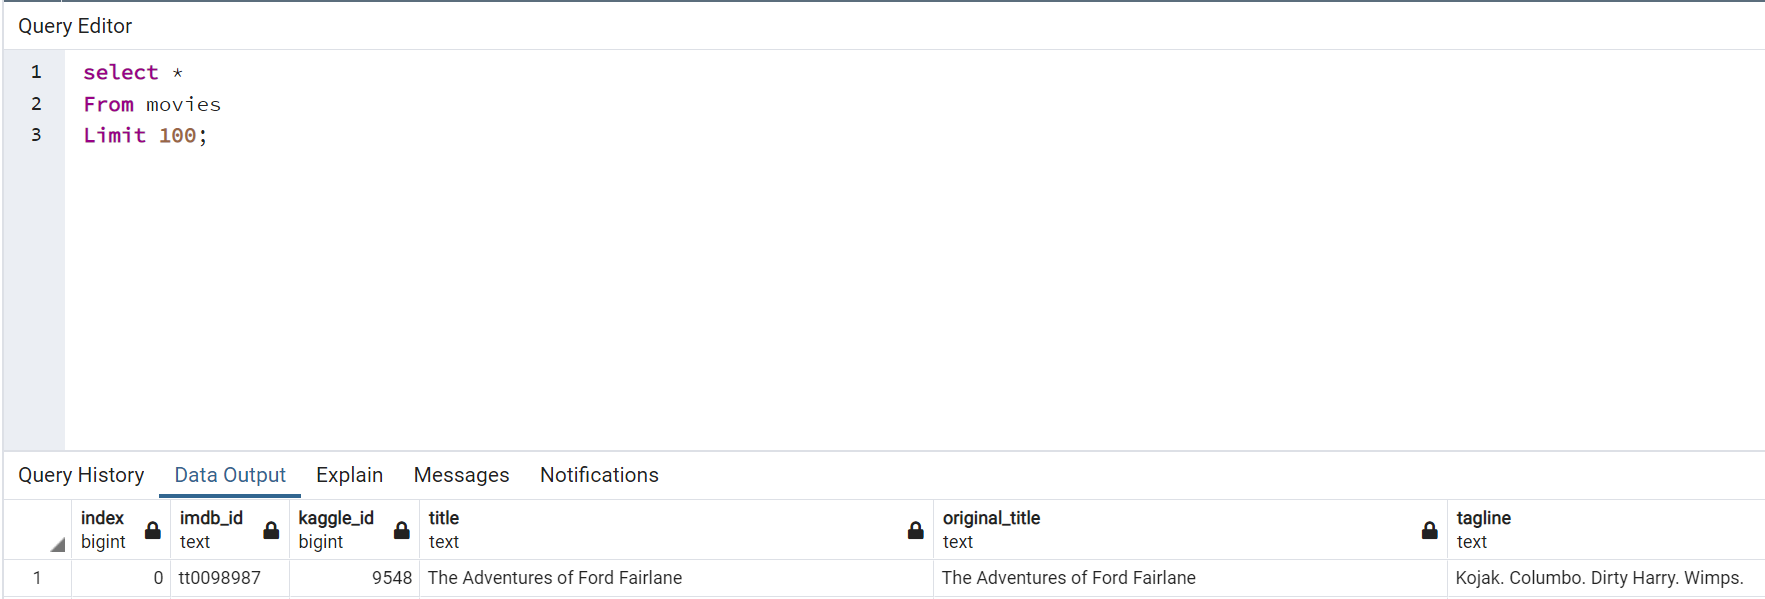 Query Editor
1 select *
2 From movies
3 Limit 100;
Query History Data Output Explain Messages Notifications
index imdb_id kaggle_id title original_title tagline
bigint text bigint text text text
1 0 tt0098987 9548 The Adventures of Ford Fairlane The Adventures of Ford Fairlane Kojak. Columbo. Dirty Harry. Wimps.